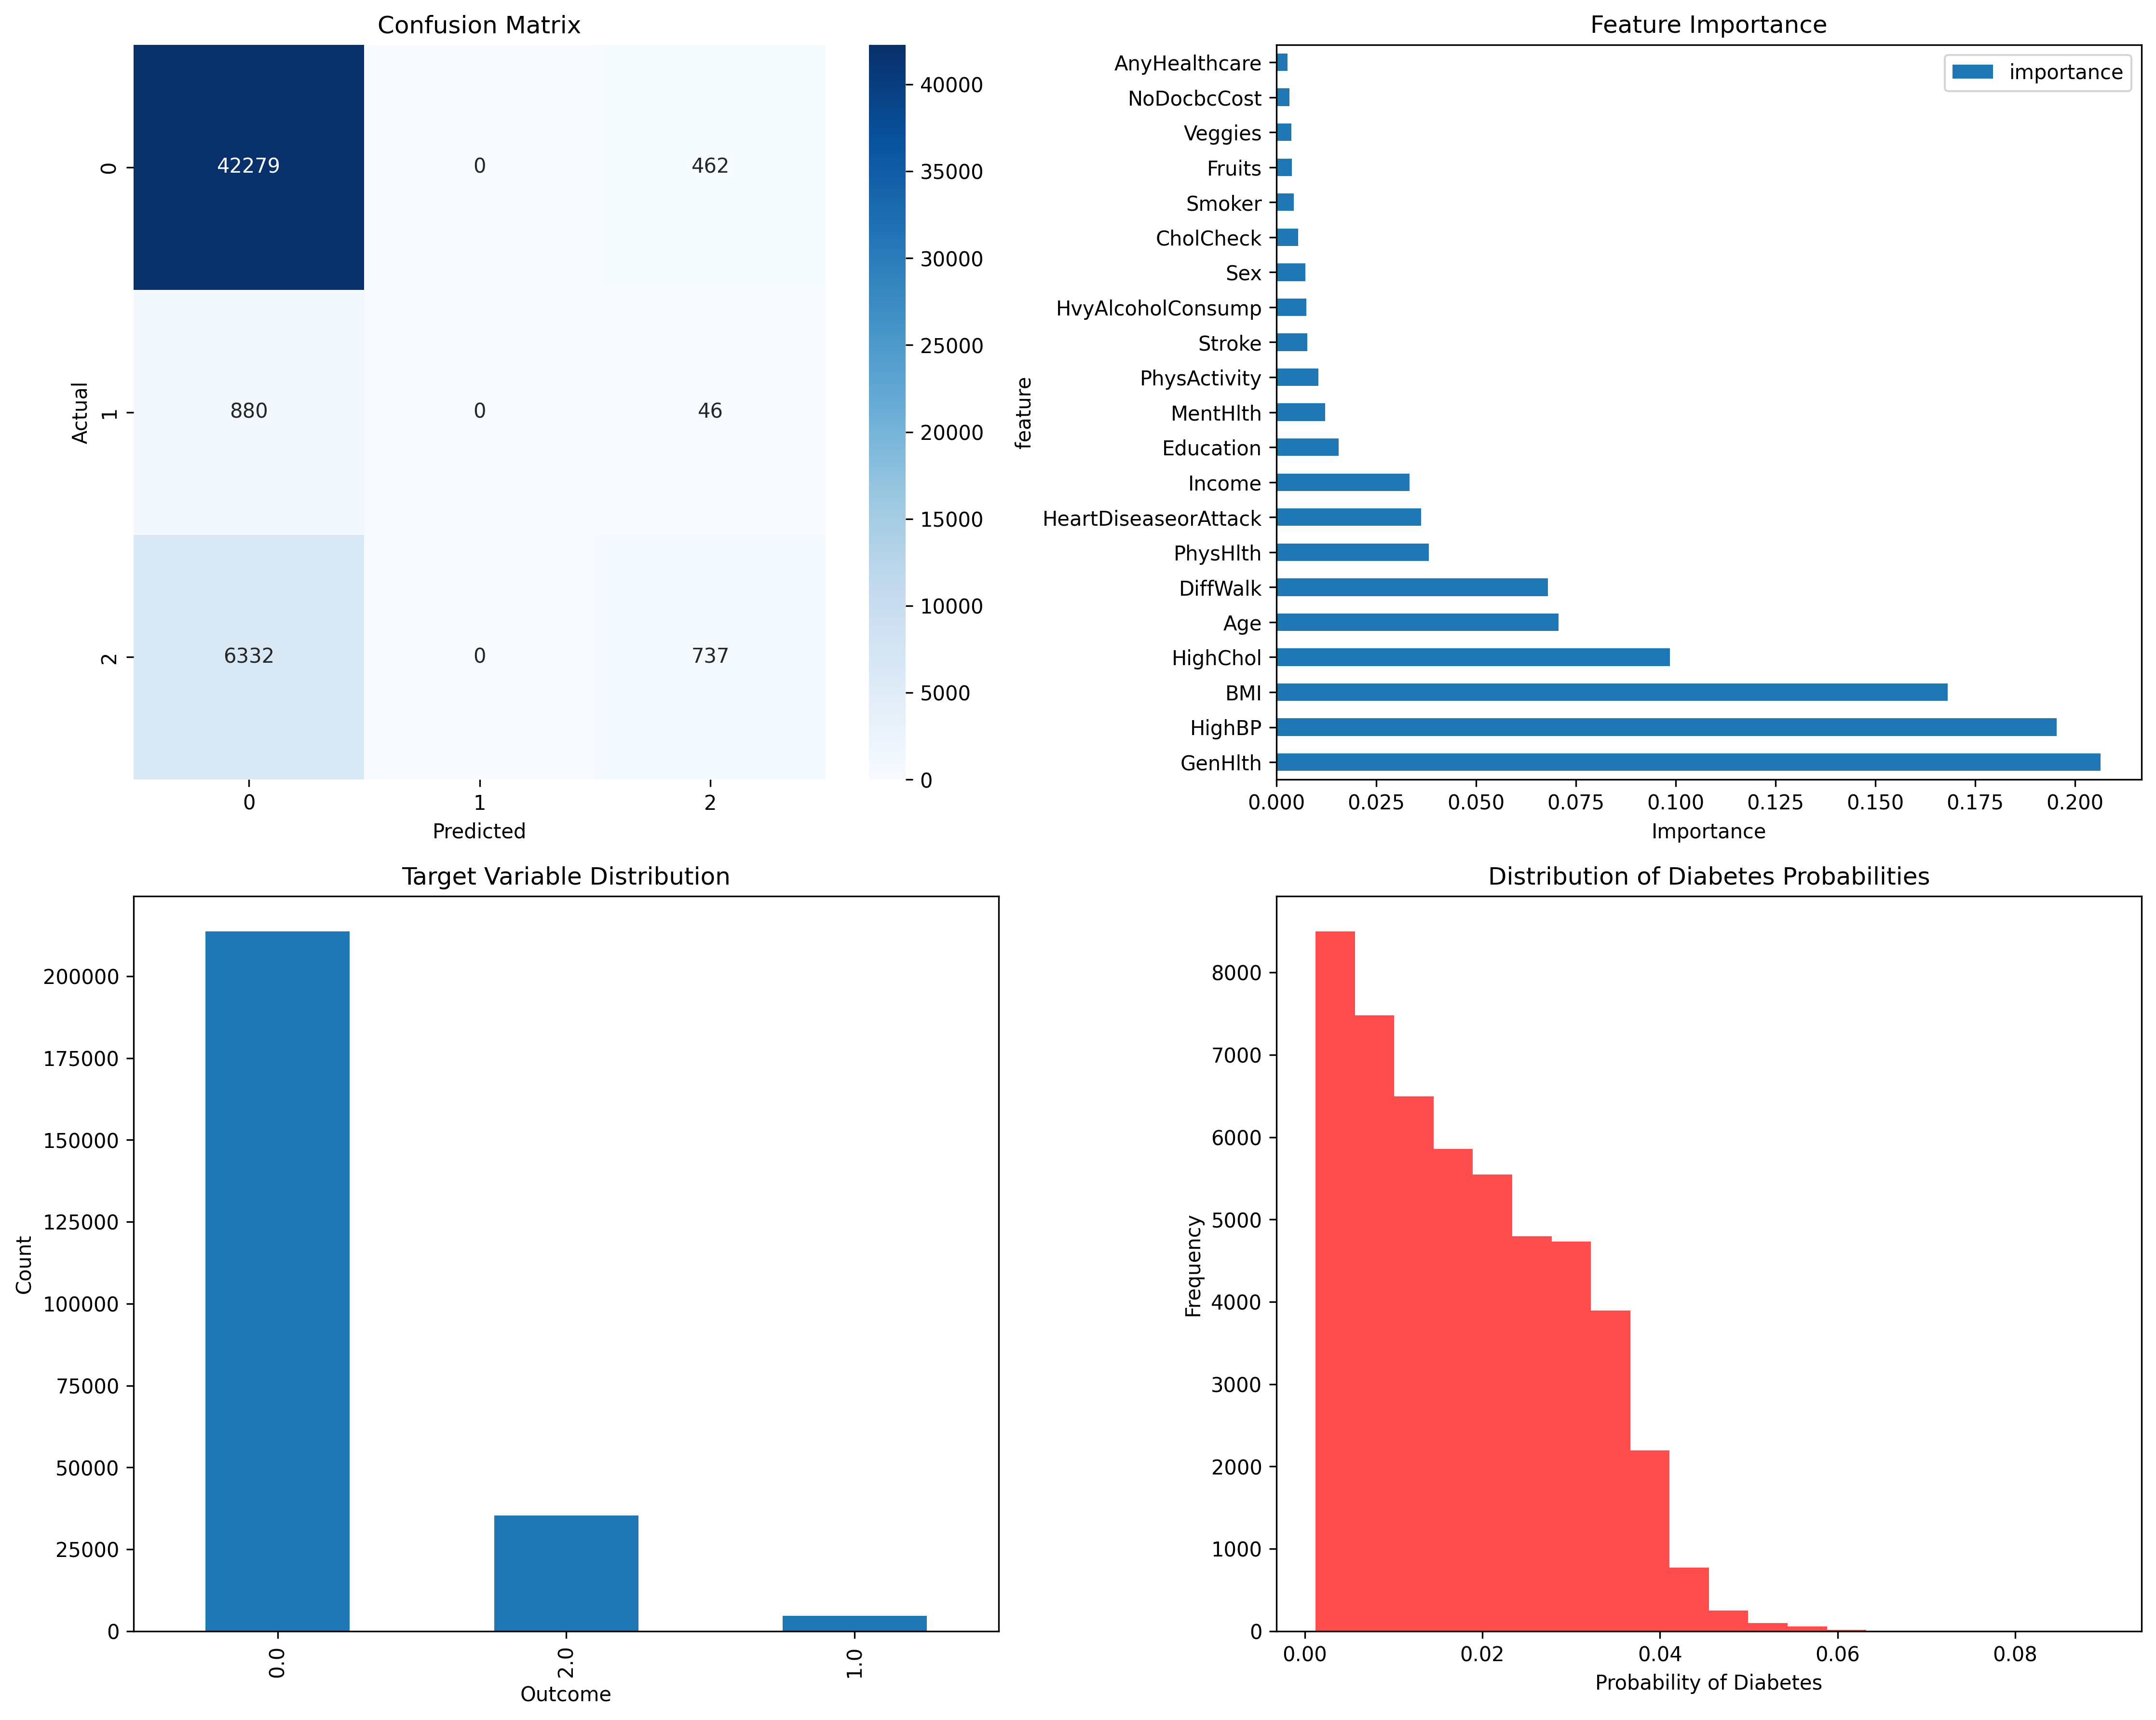 Confusion Matrix
42279 0 462
880 0 46
6332 0 737
0
1
2
Actual
0 1 2
Predicted
40000
35000
30000
25000
20000
15000
10000
5000
0
Feature Importance
importance
AnyHealthcare
NoDocbcCost
Veggies
Fruits
Smoker
CholCheck
Sex
HvyAlcoholConsump
Stroke
PhysActivity
MentHlth
Education
Income
HeartDiseaseorAttack
PhysHlth
DiffWalk
Age
HighChol
BMI
HighBP
GenHlth
feature
0.000 0.025 0.050 0.075 0.100 0.125 0.150 0.175 0.200
Importance
Target Variable Distribution
200000
175000
150000
125000
100000
75000
50000
25000
0
Count
0.0 2.0 1.0
Outcome
Distribution of Diabetes Probabilities
8000
7000
6000
5000
4000
3000
2000
1000
0
Frequency
0.00 0.02 0.04 0.06 0.08
Probability of Diabetes